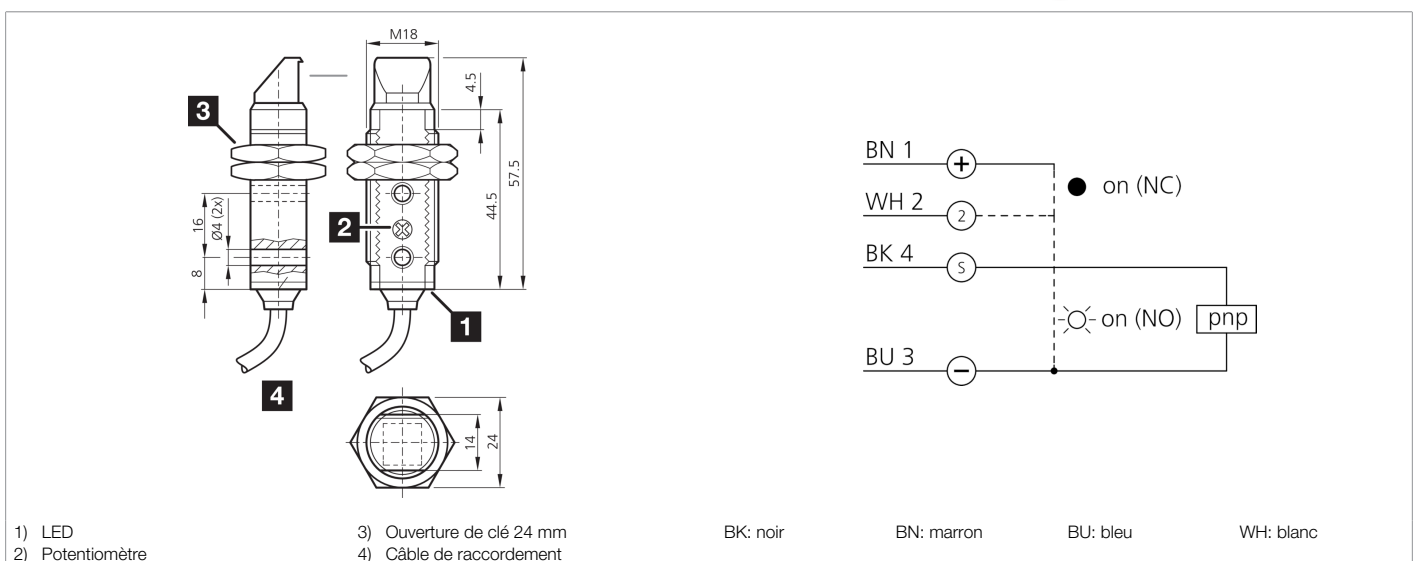 M18
4.5
3
57.5
44.5
16
Ø4 (2x)
2
8
1
4
14
24
BN 1
+
on (NC)
WH 2
2
BK 4
S
on (NO)
pnp
BU 3
−
1) LED
2) Potentiomètre
3) Ouverture de clé 24 mm
4) Câble de raccordement
BK: noir
BN: marron
BU: bleu
WH: blanc